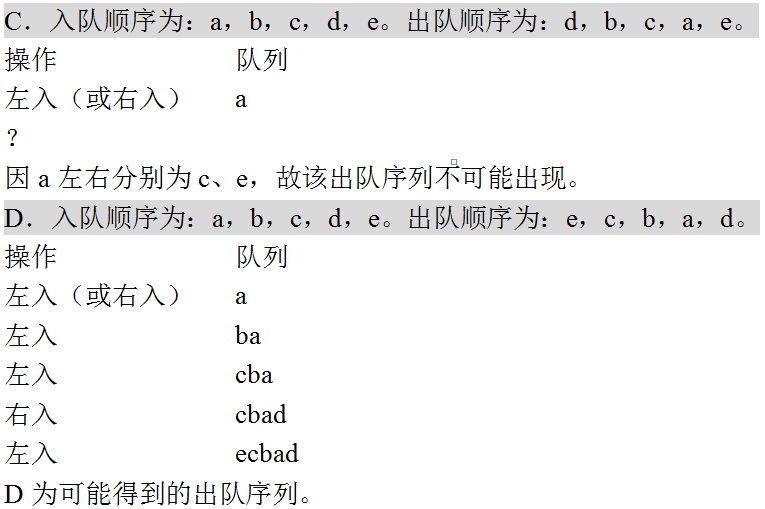 C．入队顺序为：a，b，c，d，e。出队顺序为：d，b，c，a，e。
操作 队列
左入（或右入） a
？
因 a 左右分别为 c、e，故该出队序列不可能出现。
D．入队顺序为：a，b，c，d，e。出队顺序为：e，c，b，a，d。
操作 队列
左入（或右入） a
左入 ba
左入 cba
右入 cbad
左入 ecbad
D 为可能得到的出队序列。